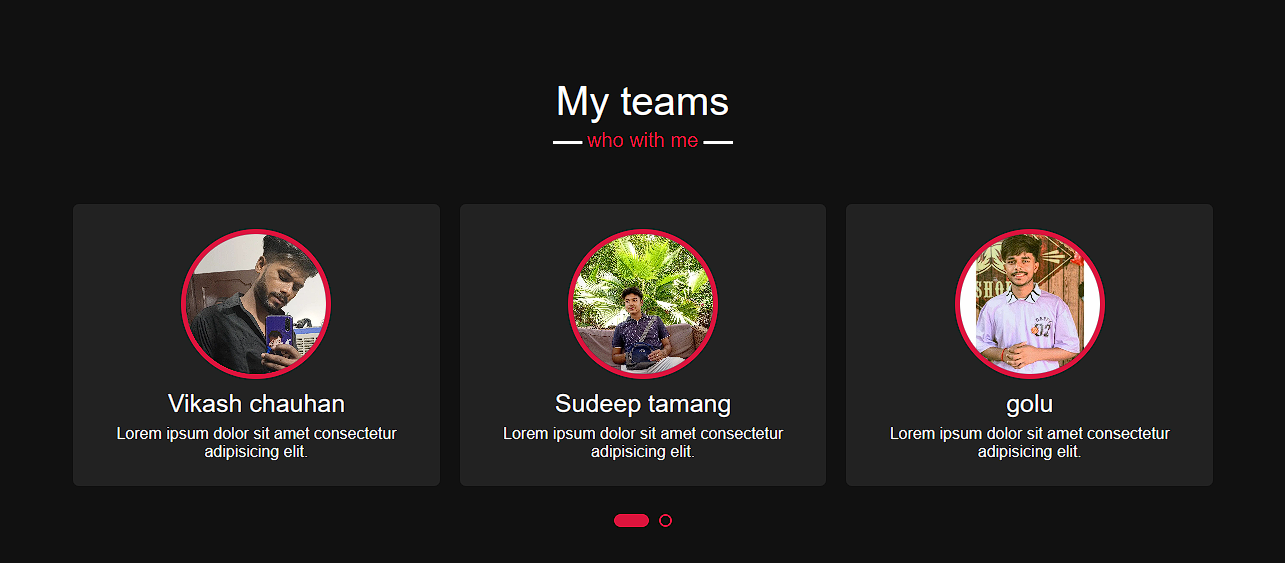 My teams
who with me
Vikash chauhan
Lorem ipsum dolor sit amet consectetur
adipisicing elit.
Sudeep tamang
Lorem ipsum dolor sit amet consectetur
adipisicing elit.
golu
Lorem ipsum dolor sit amet consectetur
adipisicing elit.